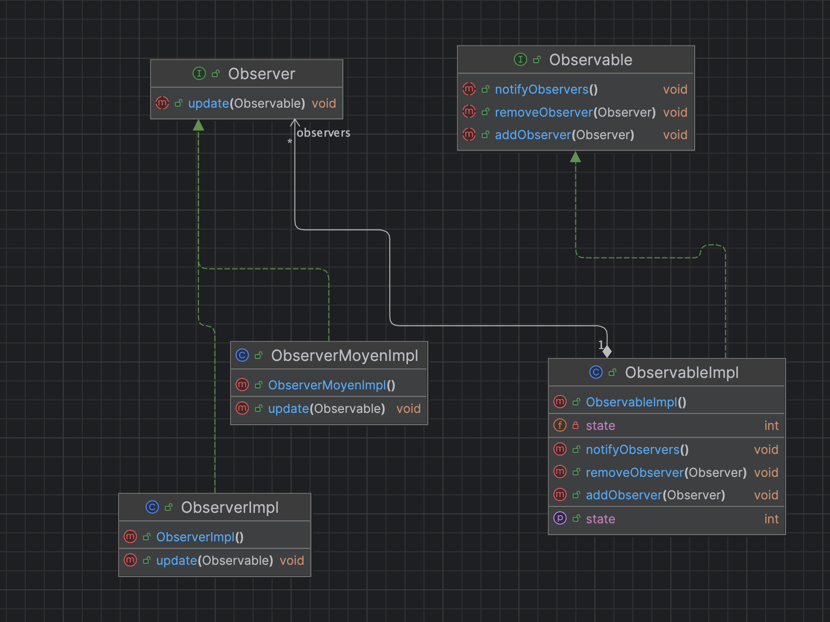 Observer
update(Observable) void
observers
*
Observable
notifyObservers() void
removeObserver(Observer) void
addObserver(Observer) void
ObserverMoyenImpl
ObserverMoyenImpl()
update(Observable) void
1
ObservableImpl
ObservableImpl()
state int
notifyObservers() void
removeObserver(Observer) void
addObserver(Observer) void
state int
ObserverImpl
ObserverImpl()
update(Observable) void